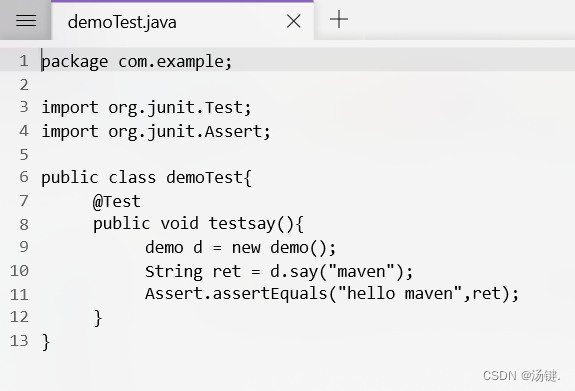 demoTest.java
1 package com.example;
2
3 import org.junit.Test;
4 import org.junit.Assert;
5
6 public class demoTest{
7 @Test
8 public void testsay(){
9 demo d = new demo();
10 String ret = d.say("maven");
11 Assert.assertEquals("hello maven",ret);
12 }
13 }
CSDN @汤键.